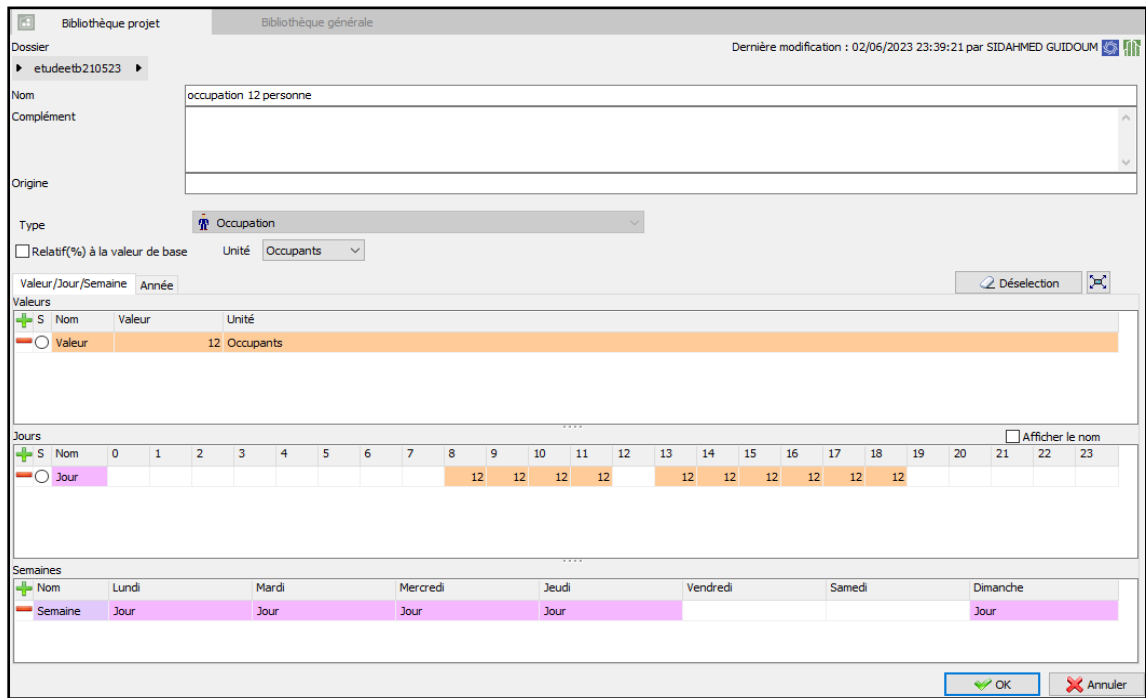 Bibliothèque projet Bibliothèque générale
Dossier Dernière modification : 02/06/2023 23:39:21 par SIDAHMED GUIDOUM
etudeetb210523
Nom occupation 12 personne
Complément
Origine
Type Occupation
Relatif(%) à la valeur de base Unité Occupants
Valeur/Jour/Semaine Année Déselection
Valeurs
S Nom Valeur Unité
Valeur 12 Occupants
Jours Afficher le nom
S Nom 0 1 2 3 4 5 6 7 8 9 10 11 12 13 14 15 16 17 18 19 20 21 22 23
Jour 12 12 12 12 12 12 12 12 12 12
Semaines
Nom Lundi Mardi Mercredi Jeudi Vendredi Samedi Dimanche
Semaine Jour Jour Jour Jour Jour
OK Annuler